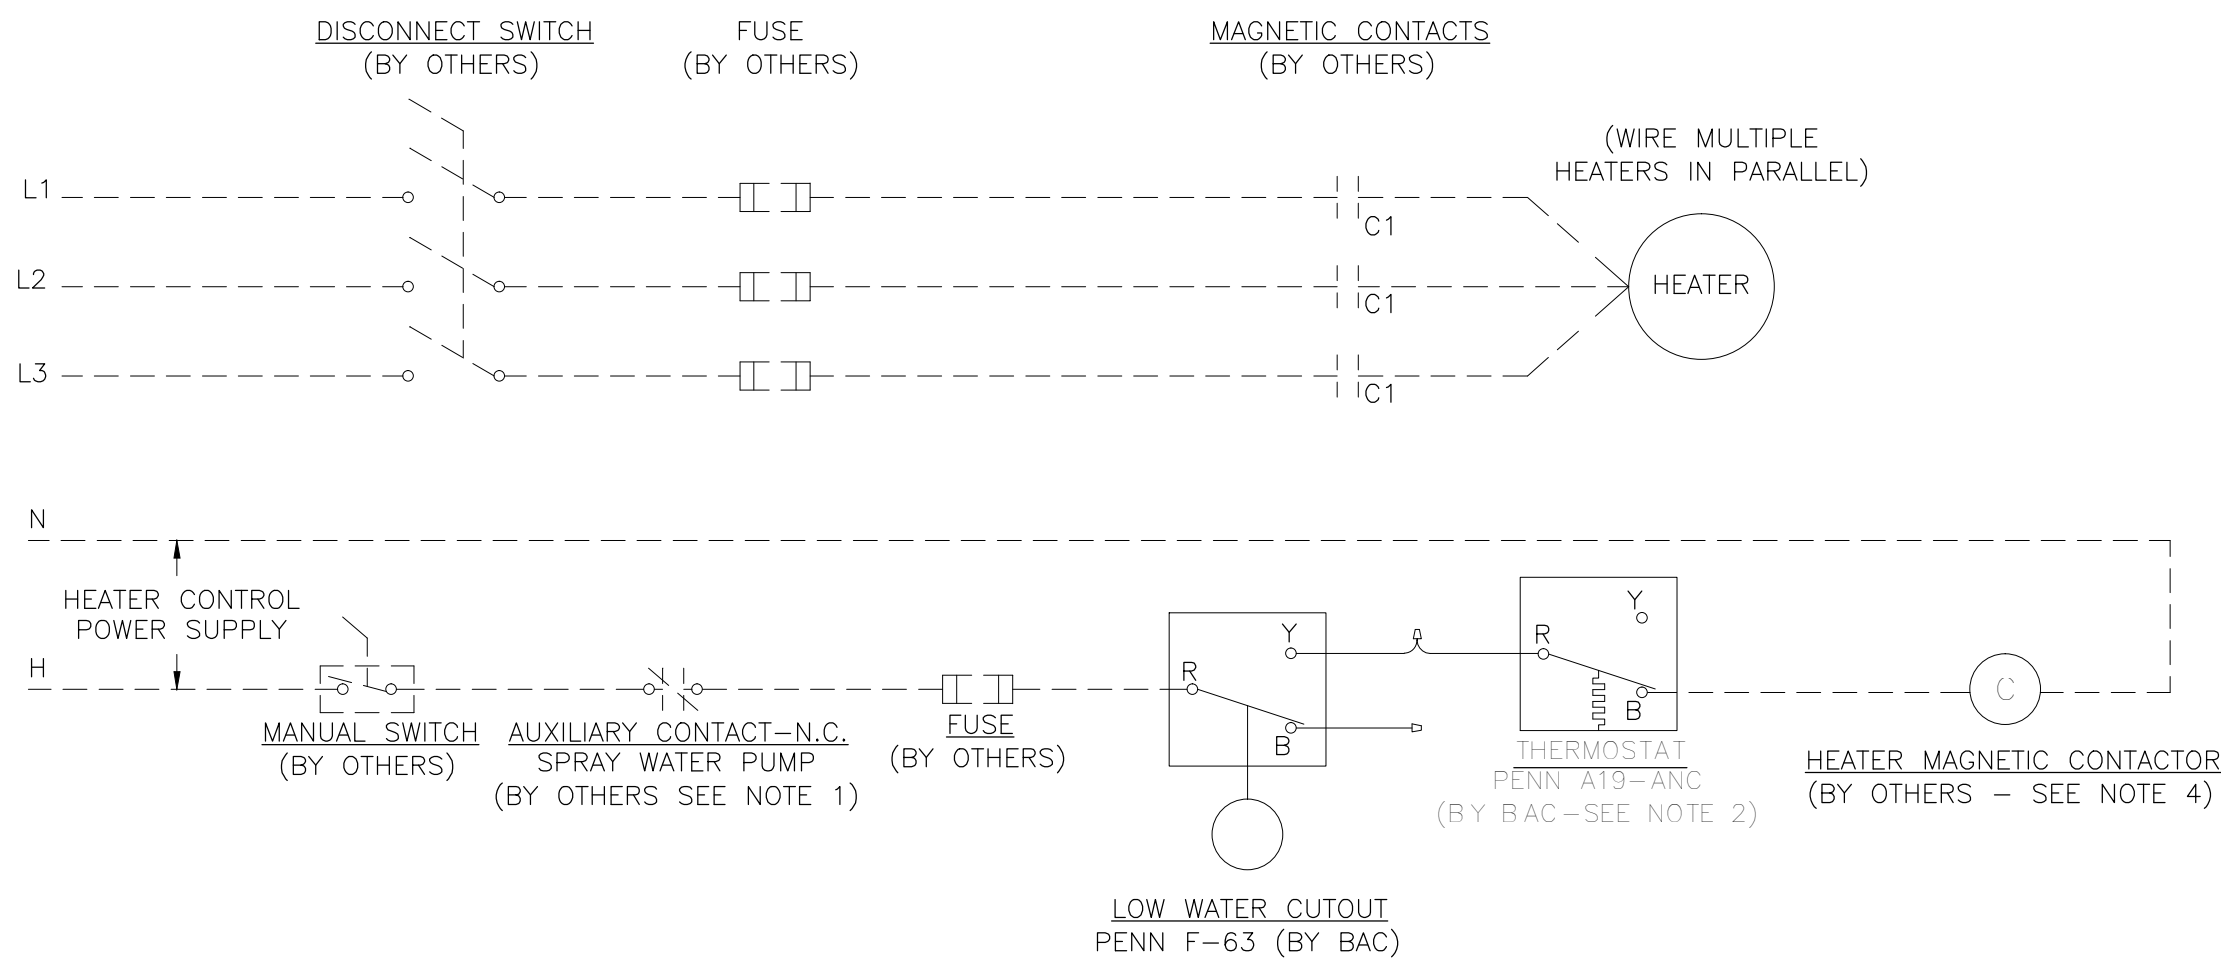 DISCONNECT SWITCH
(BY OTHERS)
FUSE
(BY OTHERS)
MAGNETIC CONTACTS
(BY OTHERS)
(WIRE MULTIPLE
HEATERS IN PARALLEL)
L1
C1
L2
C1
HEATER
L3
C1
N
HEATER CONTROL
POWER SUPPLY
H
MANUAL SWITCH
(BY OTHERS)
AUXILIARY CONTACT-N.C.
SPRAY WATER PUMP
(BY OTHERS SEE NOTE 1)
FUSE
(BY OTHERS)
R
Y
B
LOW WATER CUTOUT
PENN F-63 (BY BAC)
R
Y
B
THERMOSTAT
PENN A19-ANC
(BY BAC-SEE NOTE 2)
C
HEATER MAGNETIC CONTACTOR
(BY OTHERS - SEE NOTE 4)